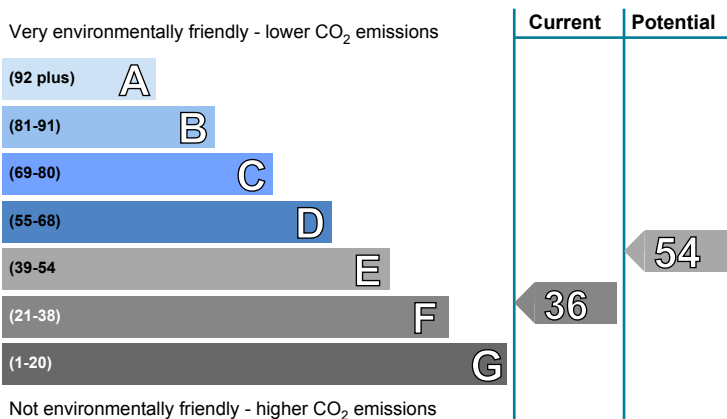 Very environmentally friendly - lower CO₂ emissions
Current
Potential
(92 plus) A
(81-91) B
(69-80) C
(55-68) D
(39-54 E
54
(21-38) F
36
(1-20) G
Not environmentally friendly - higher CO₂ emissions